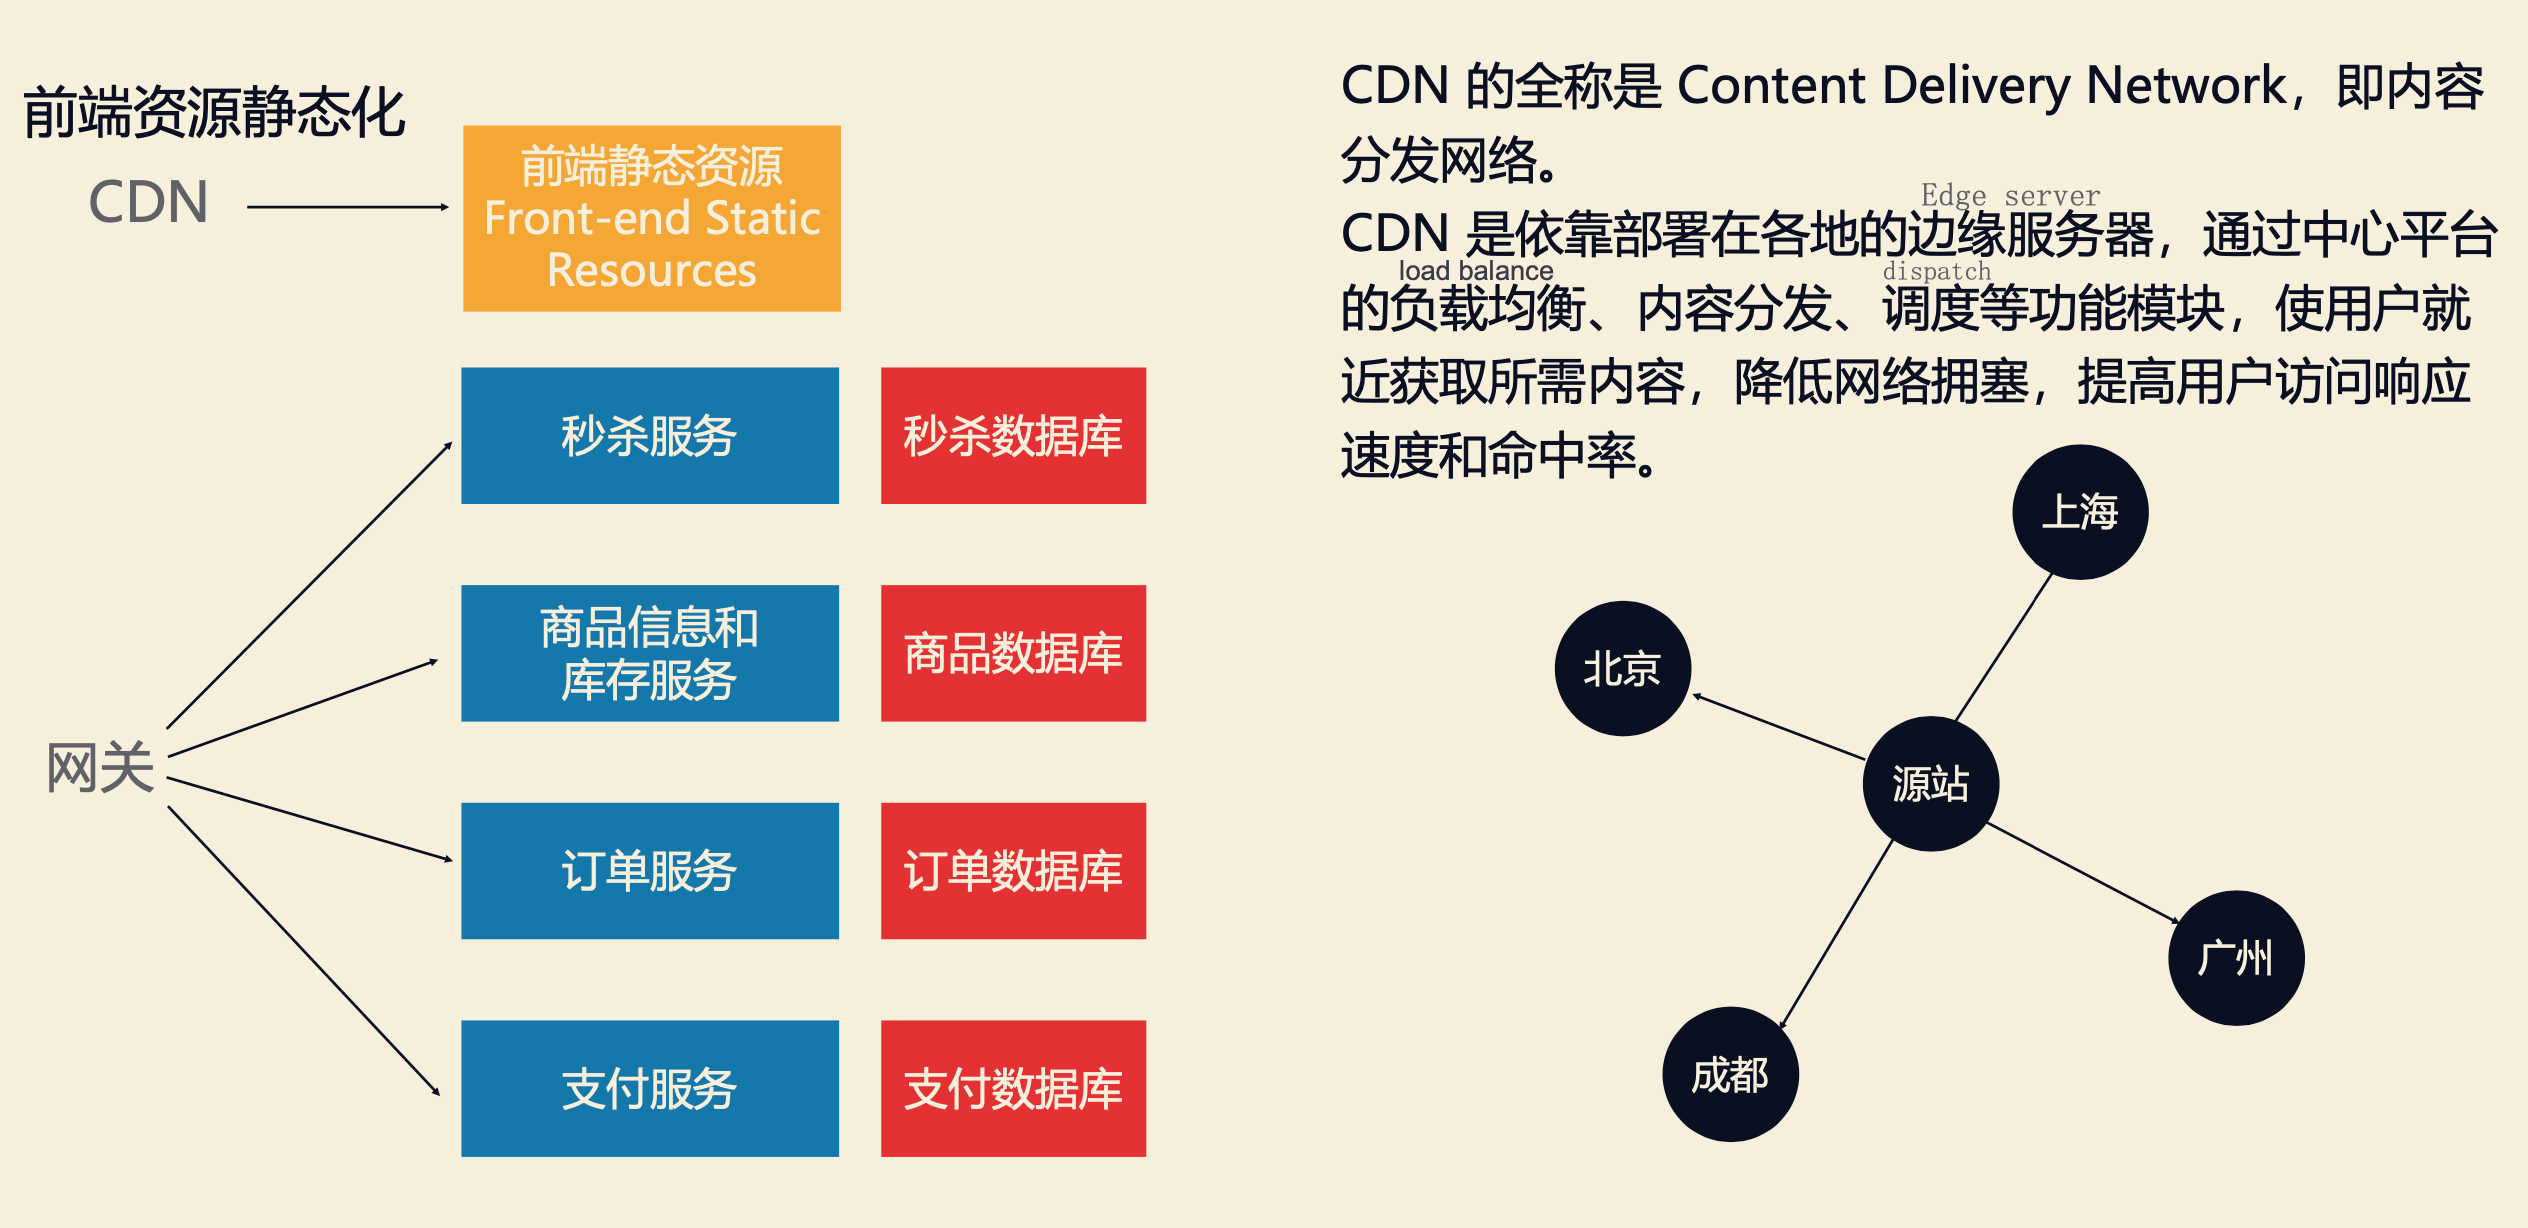 前端资源静态化
CDN
前端静态资源
Front-end Static
Resources
秒杀服务
秒杀数据库
商品信息和
库存服务
商品数据库
网关
订单服务
订单数据库
支付服务
支付数据库
CDN 的全称是 Content Delivery Network，即内容
分发网络。
Edge server
CDN 是依靠部署在各地的边缘服务器，通过中心平台
load balance
dispatch
的负载均衡、内容分发、调度等功能模块，使用户就
近获取所需内容，降低网络拥塞，提高用户访问响应
速度和命中率。
上海
北京
源站
广州
成都